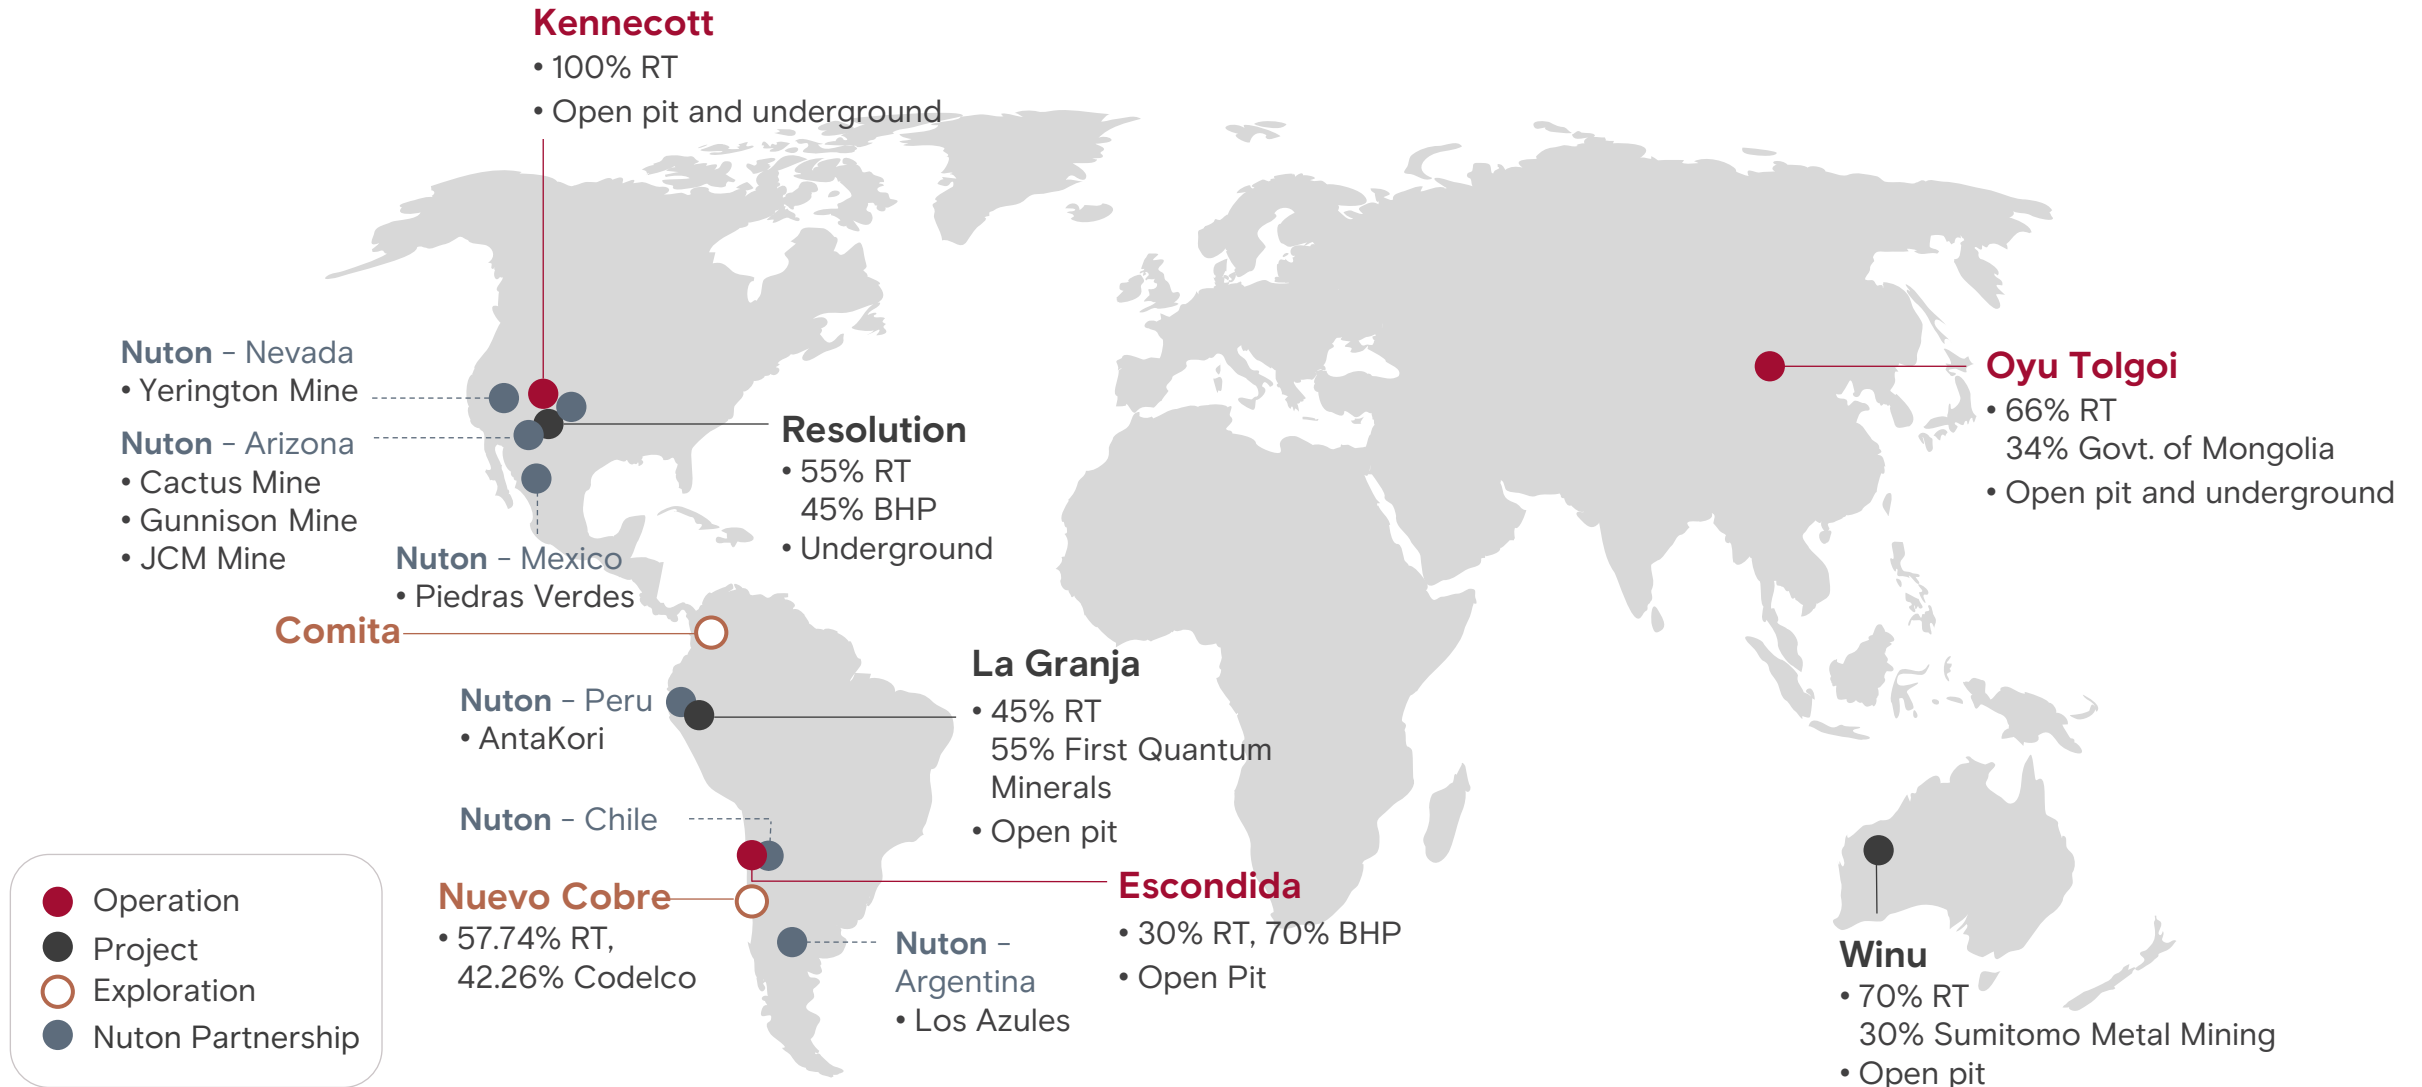 Kennecott
• 100% RT
• Open pit and underground
Nuton – Nevada
• Yerington Mine
Nuton – Arizona
• Cactus Mine
• Gunnison Mine
• JCM Mine
Nuton – Mexico
• Piedras Verdes
Resolution
• 55% RT
45% BHP
• Underground
Oyu Tolgoi
• 66% RT
34% Govt. of Mongolia
• Open pit and underground
Comita
Nuton – Peru
• AntaKori
La Granja
• 45% RT
55% First Quantum
Minerals
• Open pit
Nuton – Chile
Nuevo Cobre
• 57.74% RT,
42.26% Codelco
Escondida
• 30% RT, 70% BHP
• Open Pit
Nuton –
Argentina
• Los Azules
Winu
• 70% RT
30% Sumitomo Metal Mining
• Open pit
Operation
Project
Exploration
Nuton Partnership